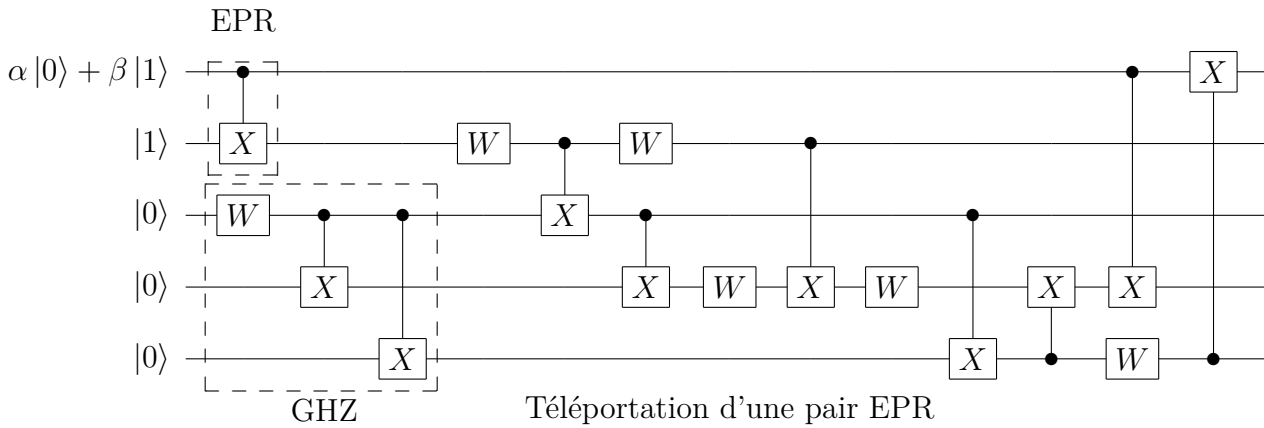 EPR
α|0⟩ + β|1⟩ X
|1⟩ X W W
|0⟩ W X
|0⟩ X X W X W X X
|0⟩ X X W
GHZ
Téléportation d'une pair EPR